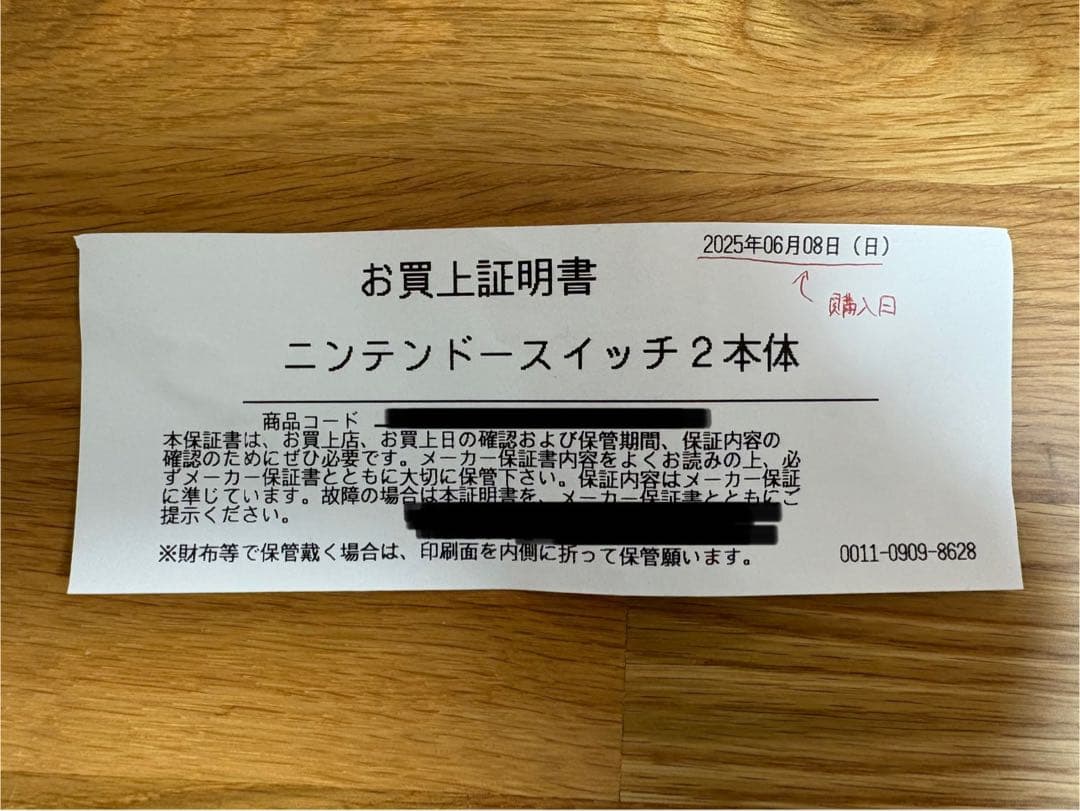 2025年06月08日（日）
購入日
お買上証明書
ニンテンドースイッチ２本体
商品コード
本保証書は、お買上店、お買上日の確認および保管期間、保証内容の
確認のためにぜひ必要です。メーカー保証書内容をよくお読みの上、必
ずメーカー保証書とともに大切に保管下さい。保証内容はメーカー保証
に準じています。故障の場合は本証明書を、メーカー保証書とともにご
提示ください。
※財布等で保管戴く場合は、印刷面を内側に折って保管願います。
0011-0909-8628